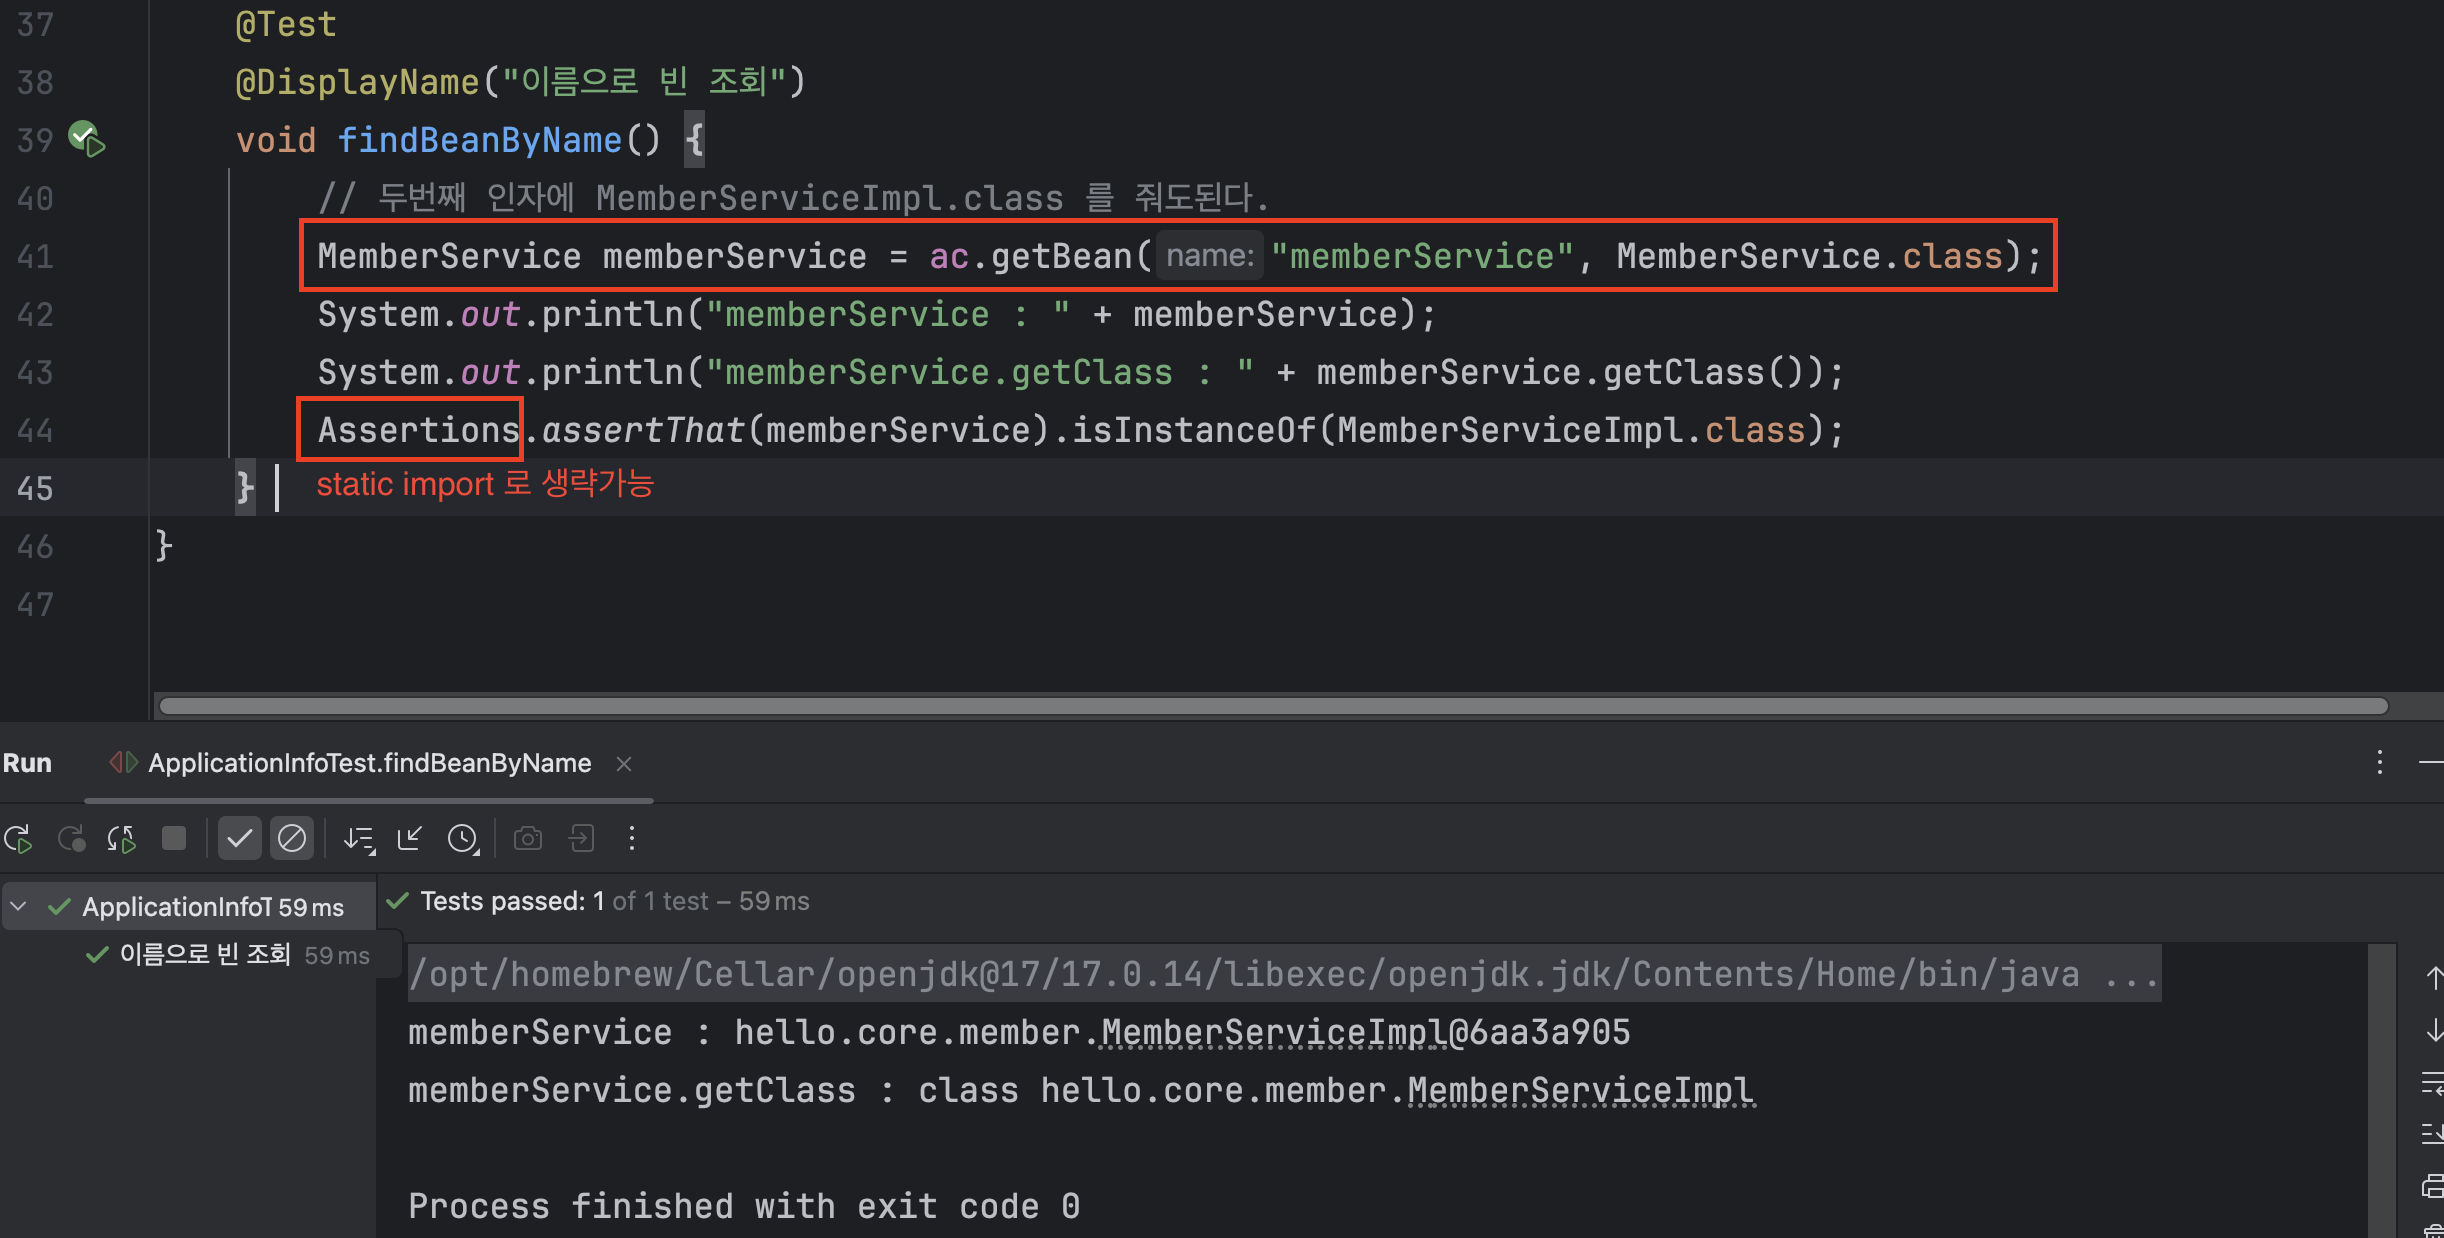 37 @Test
38 @DisplayName("이름으로 빈 조회")
39 void findBeanByName() {
40 // 두번째 인자에 MemberServiceImpl.class 를 줘도된다.
41 MemberService memberService = ac.getBean( name: "memberService", MemberService.class);
42 System.out.println("memberService : " + memberService);
43 System.out.println("memberService.getClass : " + memberService.getClass());
44 Assertions.assertThat(memberService).isInstanceOf(MemberServiceImpl.class);
45 } static import 로 생략가능
46 }
47
Run ApplicationInfoTest.findBeanByName
ApplicationInfoT 59 ms
이름으로 빈 조회 59 ms
Tests passed: 1 of 1 test – 59 ms
/opt/homebrew/Cellar/openjdk@17/17.0.14/libexec/openjdk.jdk/Contents/Home/bin/java ...
memberService : hello.core.member.MemberServiceImpl@6aa3a905
memberService.getClass : class hello.core.member.MemberServiceImpl
Process finished with exit code 0